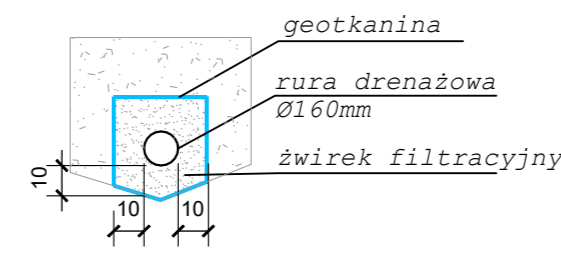 geotkanina
rura drenażowa
Ø160mm
żwirek filtracyjny
10
10
10